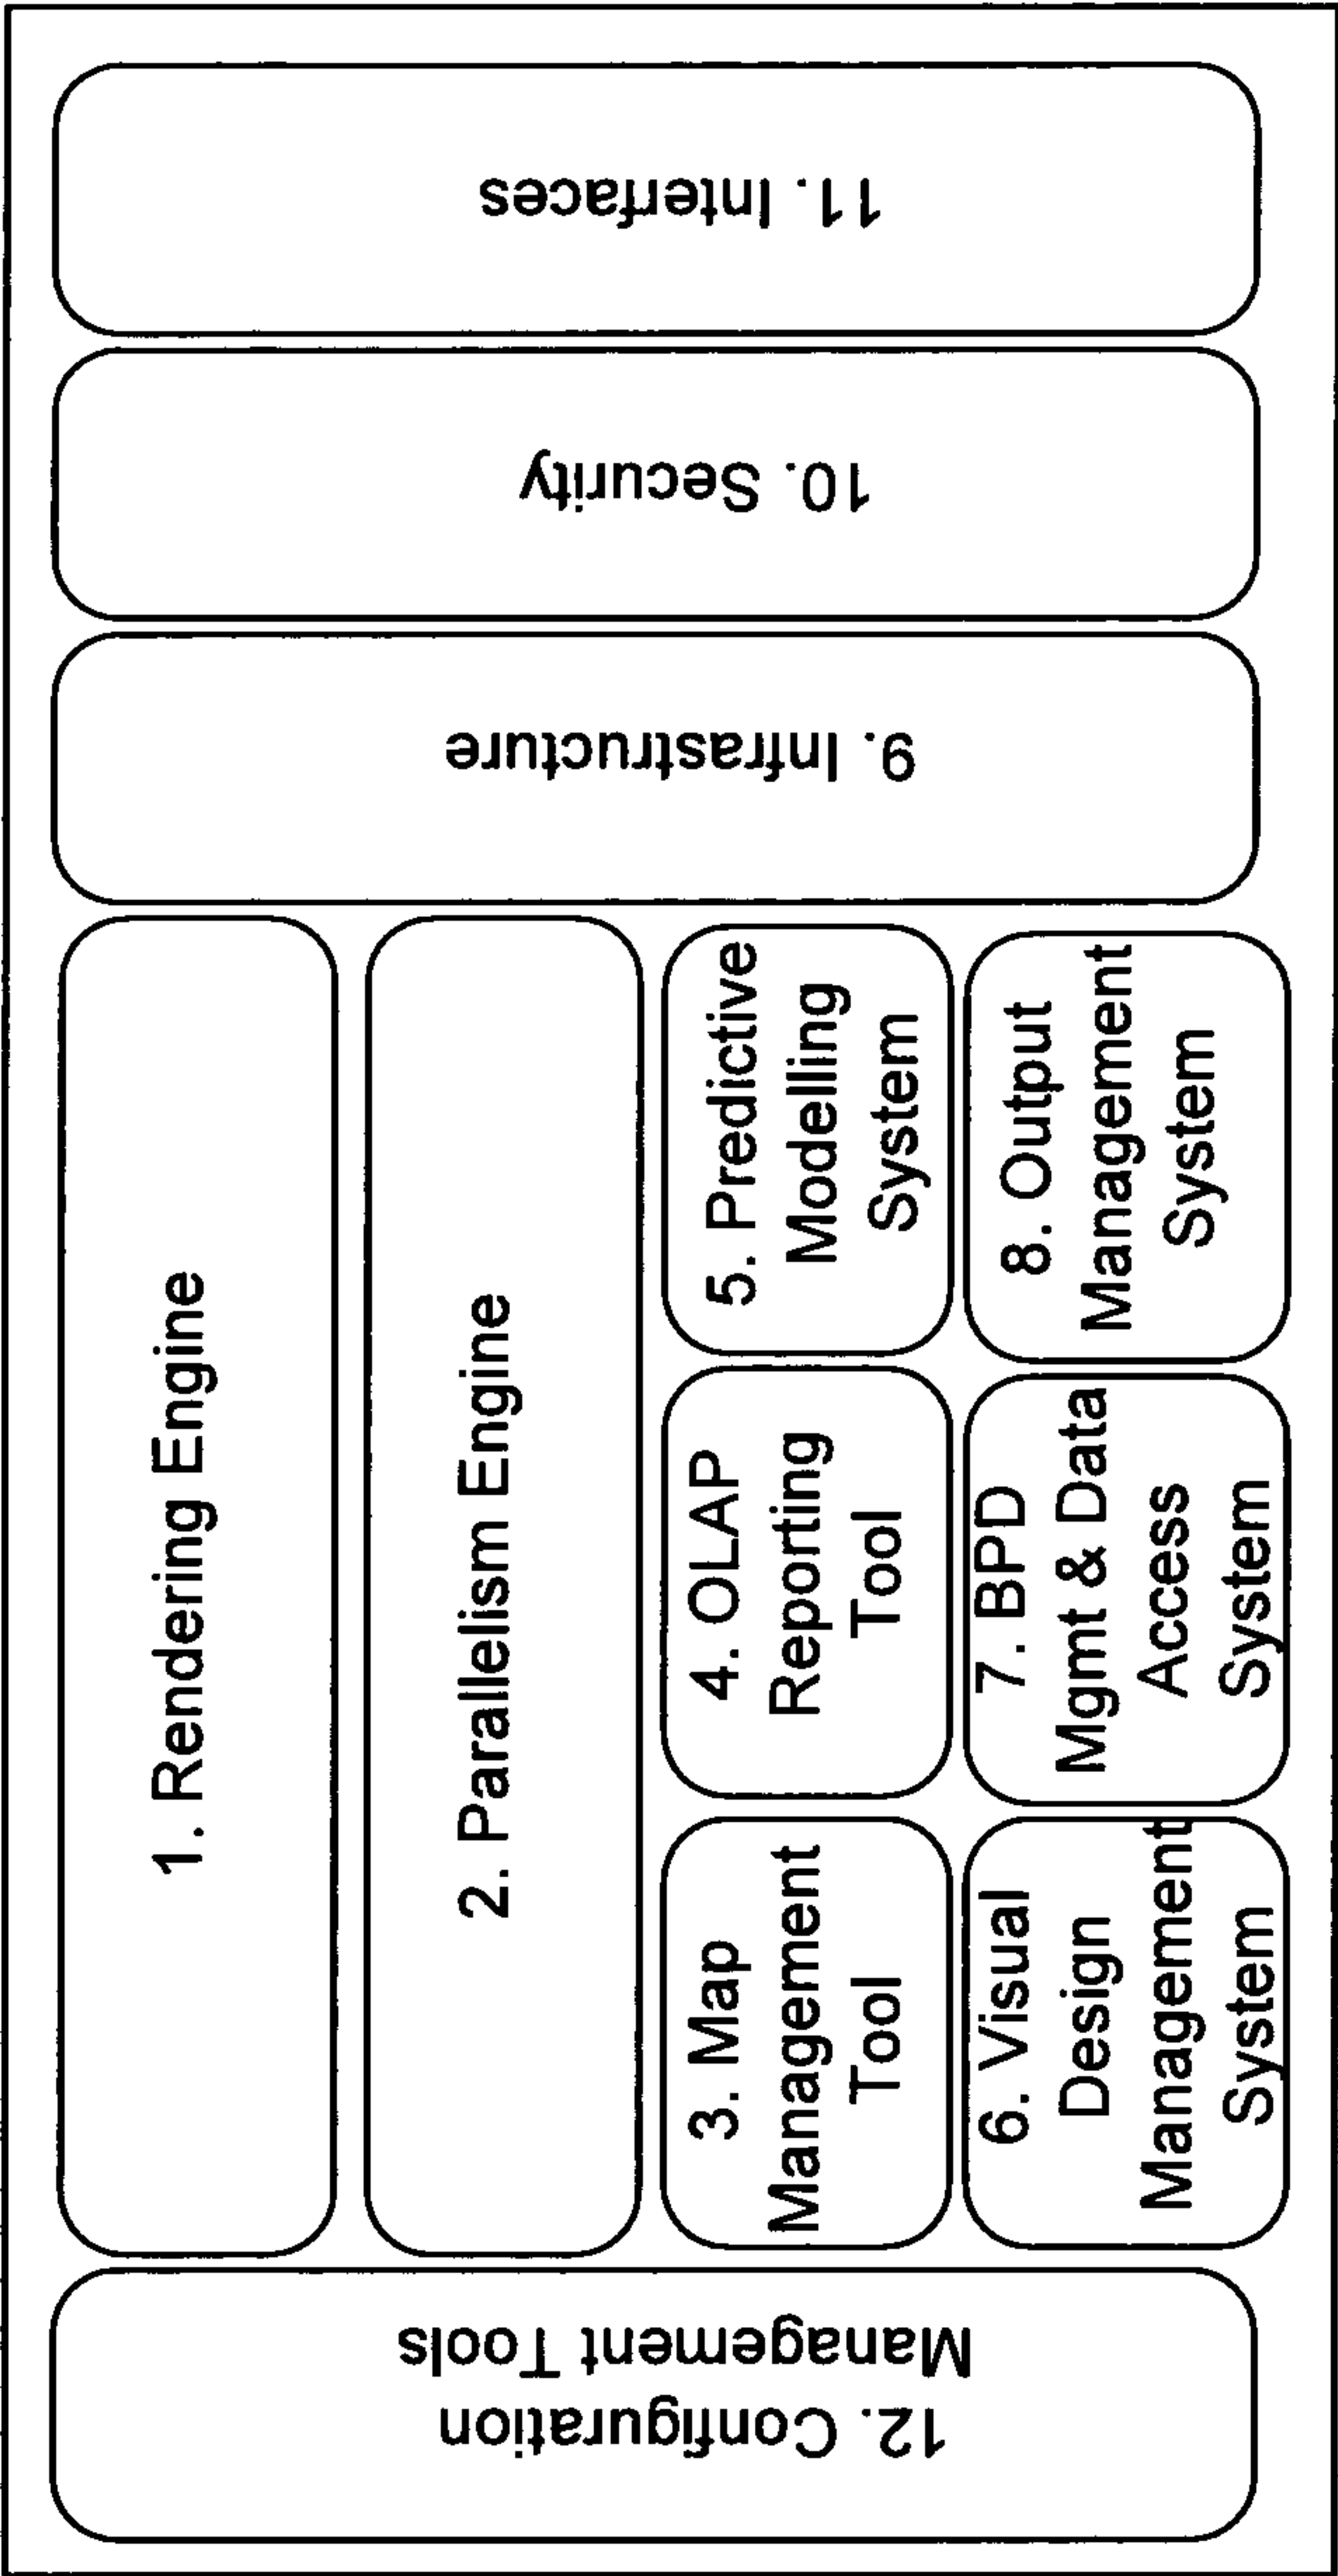 1. Rendering Engine
2. Parallelism Engine
3. Map
Management
Tool
4. OLAP
Reporting
Tool
5. Predictive
Modelling
System
6. Visual
Design
Management
System
7. BPD
Mgmt & Data
Access
System
8. Output
Management
System
9. Infrastructure
10. Security
11. Interfaces
12. Configuration
Management Tools